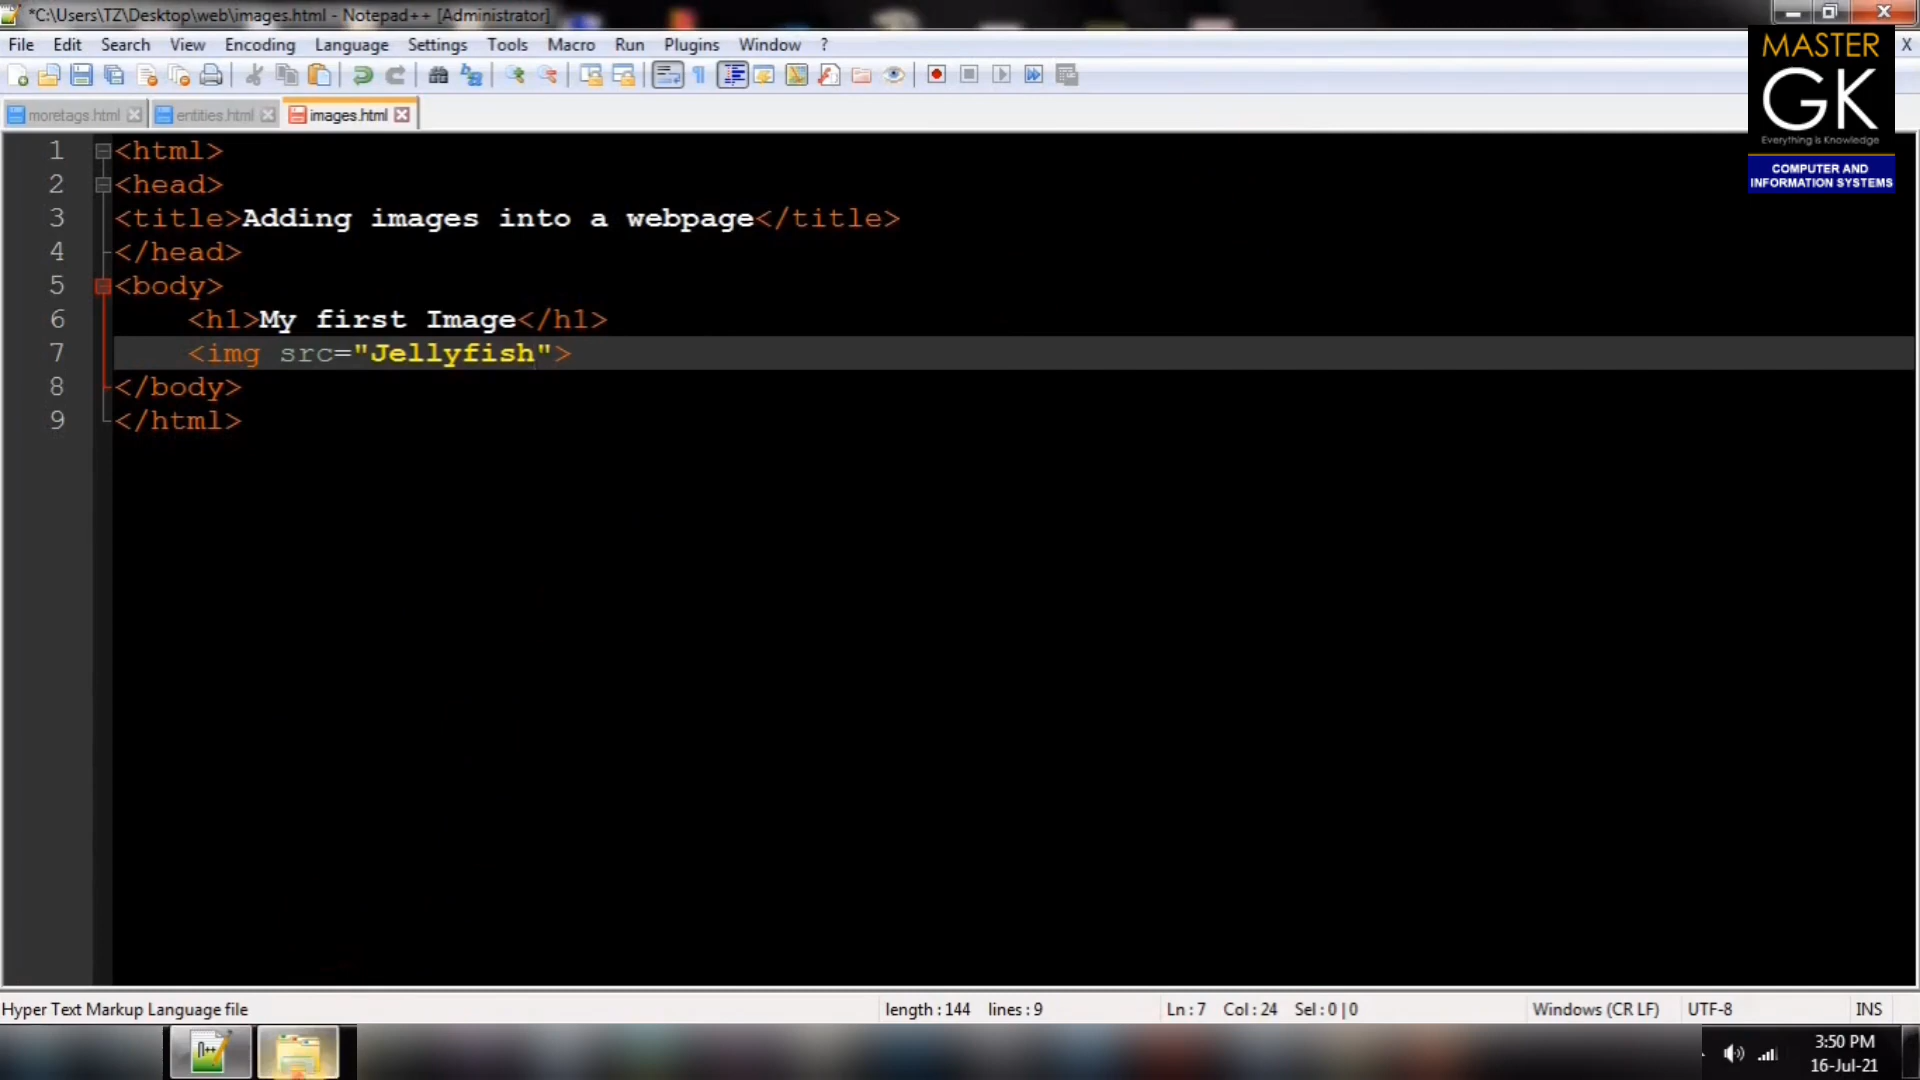 *C:\Users\TZ\Desktop\web\images.html - Notepad++ [Administrator]
File Edit Search View Encoding Language Settings Tools Macro Run Plugins Window ? X
MASTER
GK
Everything is Knowledge
COMPUTER AND
INFORMATION SYSTEMS
moretags.html entities.html images.html
1 <html>
2 <head>
3 <title>Adding images into a webpage</title>
4 </head>
5 <body>
6 <h1>My first Image</h1>
7 <img src="Jellyfish">
8 </body>
9 </html>
Hyper Text Markup Language file length : 144 lines : 9 Ln : 7 Col : 24 Sel : 0 | 0 Windows (CR LF) UTF-8 INS
3:50 PM
16-Jul-21